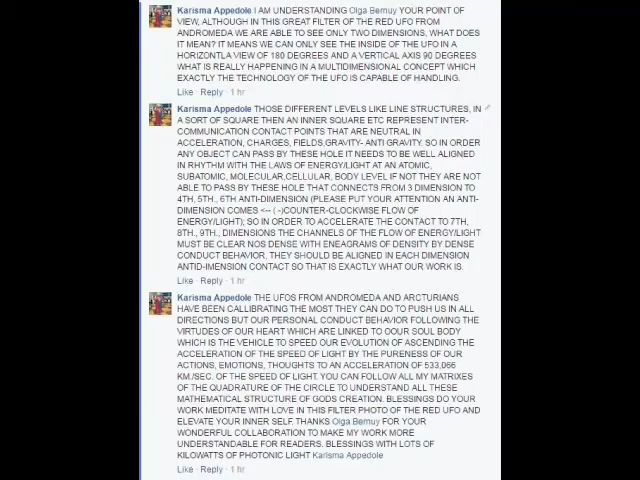 Karisma Appedole I AM UNDERSTANDING Olga Bernuy YOUR POINT OF
VIEW, ALTHOUGH IN THIS GREAT FILTER OF THE RED UFO FROM
ANDROMEDA WE ARE ABLE TO SEE ONLY TWO DIMENSIONS, WHAT DOES
IT MEAN? IT MEANS WE CAN ONLY SEE THE INSIDE OF THE UFO IN A
HORIZONTLA VIEW OF 180 DEGREES AND A VERTICAL AXIS 90 DEGREES
WHAT IS REALLY HAPPENING IN A MULTIDIMENSIONAL CONCEPT WHICH
EXACTLY THE TECHNOLOGY OF THE UFO IS CAPABLE OF HANDLING.
Like · Reply · 1 hr
Karisma Appedole THOSE DIFFERENT LEVELS LIKE LINE STRUCTURES, IN
A SORT OF SQUARE THEN AN INNER SQUARE ETC REPRESENT INTER-
COMMUNICATION CONTACT POINTS THAT ARE NEUTRAL IN
ACCELERATION, CHARGES, FIELDS,GRAVITY- ANTI GRAVITY. SO IN ORDER
ANY OBJECT CAN PASS BY THESE HOLE IT NEEDS TO BE WELL ALIGNED
IN RHYTHM WITH THE LAWS OF ENERGY/LIGHT AT AN ATOMIC,
SUBATOMIC, MOLECULAR,CELLULAR, BODY LEVEL IF NOT THEY ARE NOT
ABLE TO PASS BY THESE HOLE THAT CONNECTS FROM 3 DIMENSION TO
4TH, 5TH., 6TH ANTI-DIMENSION (PLEASE PUT YOUR ATTENTION AN ANTI-
DIMENSION COMES <-- ( -)COUNTER-CLOCKWISE FLOW OF
ENERGY/LIGHT); SO IN ORDER TO ACCELERATE THE CONTACT TO 7TH,
8TH., 9TH., DIMENSIONS THE CHANNELS OF THE FLOW OF ENERGY/LIGHT
MUST BE CLEAR NOS DENSE WITH ENEAGRAMS OF DENSITY BY DENSE
CONDUCT BEHAVIOR, THEY SHOULD BE ALIGNED IN EACH DIMENSION
ANTID-IMENSION CONTACT SO THAT IS EXACTLY WHAT OUR WORK IS.
Like · Reply · 1 hr
Karisma Appedole THE UFOS FROM ANDROMEDA AND ARCTURIANS
HAVE BEEN CALLIBRATING THE MOST THEY CAN DO TO PUSH US IN ALL
DIRECTIONS BUT OUR PERSONAL CONDUCT BEHAVIOR FOLLOWING THE
VIRTUDES OF OUR HEART WHICH ARE LINKED TO OOUR SOUL BODY
WHICH IS THE VEHICLE TO SPEED OUR EVOLUTION OF ASCENDING THE
ACCELERATION OF THE SPEED OF LIGHT BY THE PURENESS OF OUR
ACTIONS, EMOTIONS, THOUGHTS TO AN ACCELERATION OF 533,066
KM./SEC. OF THE SPEED OF LIGHT. YOU CAN FOLLOW ALL MY MATRIXES
OF THE QUADRATURE OF THE CIRCLE TO UNDERSTAND ALL THESE
MATHEMATICAL STRUCTURE OF GODS CREATION. BLESSINGS DO YOUR
WORK MEDITATE WITH LOVE IN THIS FILTER PHOTO OF THE RED UFO AND
ELEVATE YOUR INNER SELF. THANKS Olga Bernuy FOR YOUR
WONDERFUL COLLABORATION TO MAKE MY WORK MORE
UNDERSTANDABLE FOR READERS. BLESSINGS WITH LOTS OF
KILOWATTS OF PHOTONIC LIGHT Karisma Appedole
Like · Reply · 1 hr